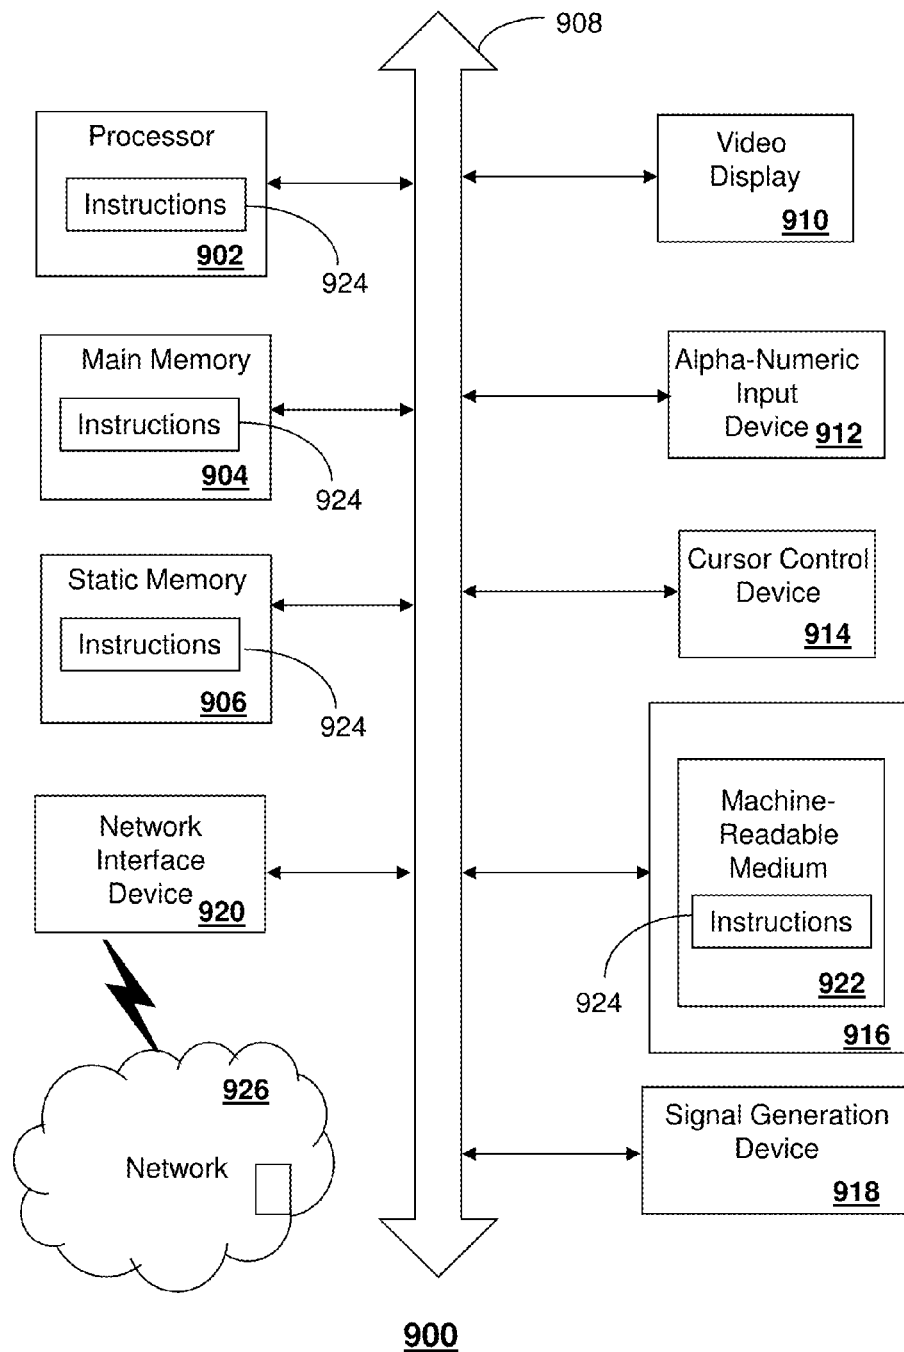 908
Processor
Instructions
902
924
Main Memory
Instructions
904
924
Static Memory
Instructions
906
924
Network
Interface
Device
920
926
Network
Video
Display
910
Alpha-Numeric
Input
Device
912
Cursor Control
Device
914
Machine-
Readable
Medium
Instructions
922
924
916
Signal Generation
Device
918
900